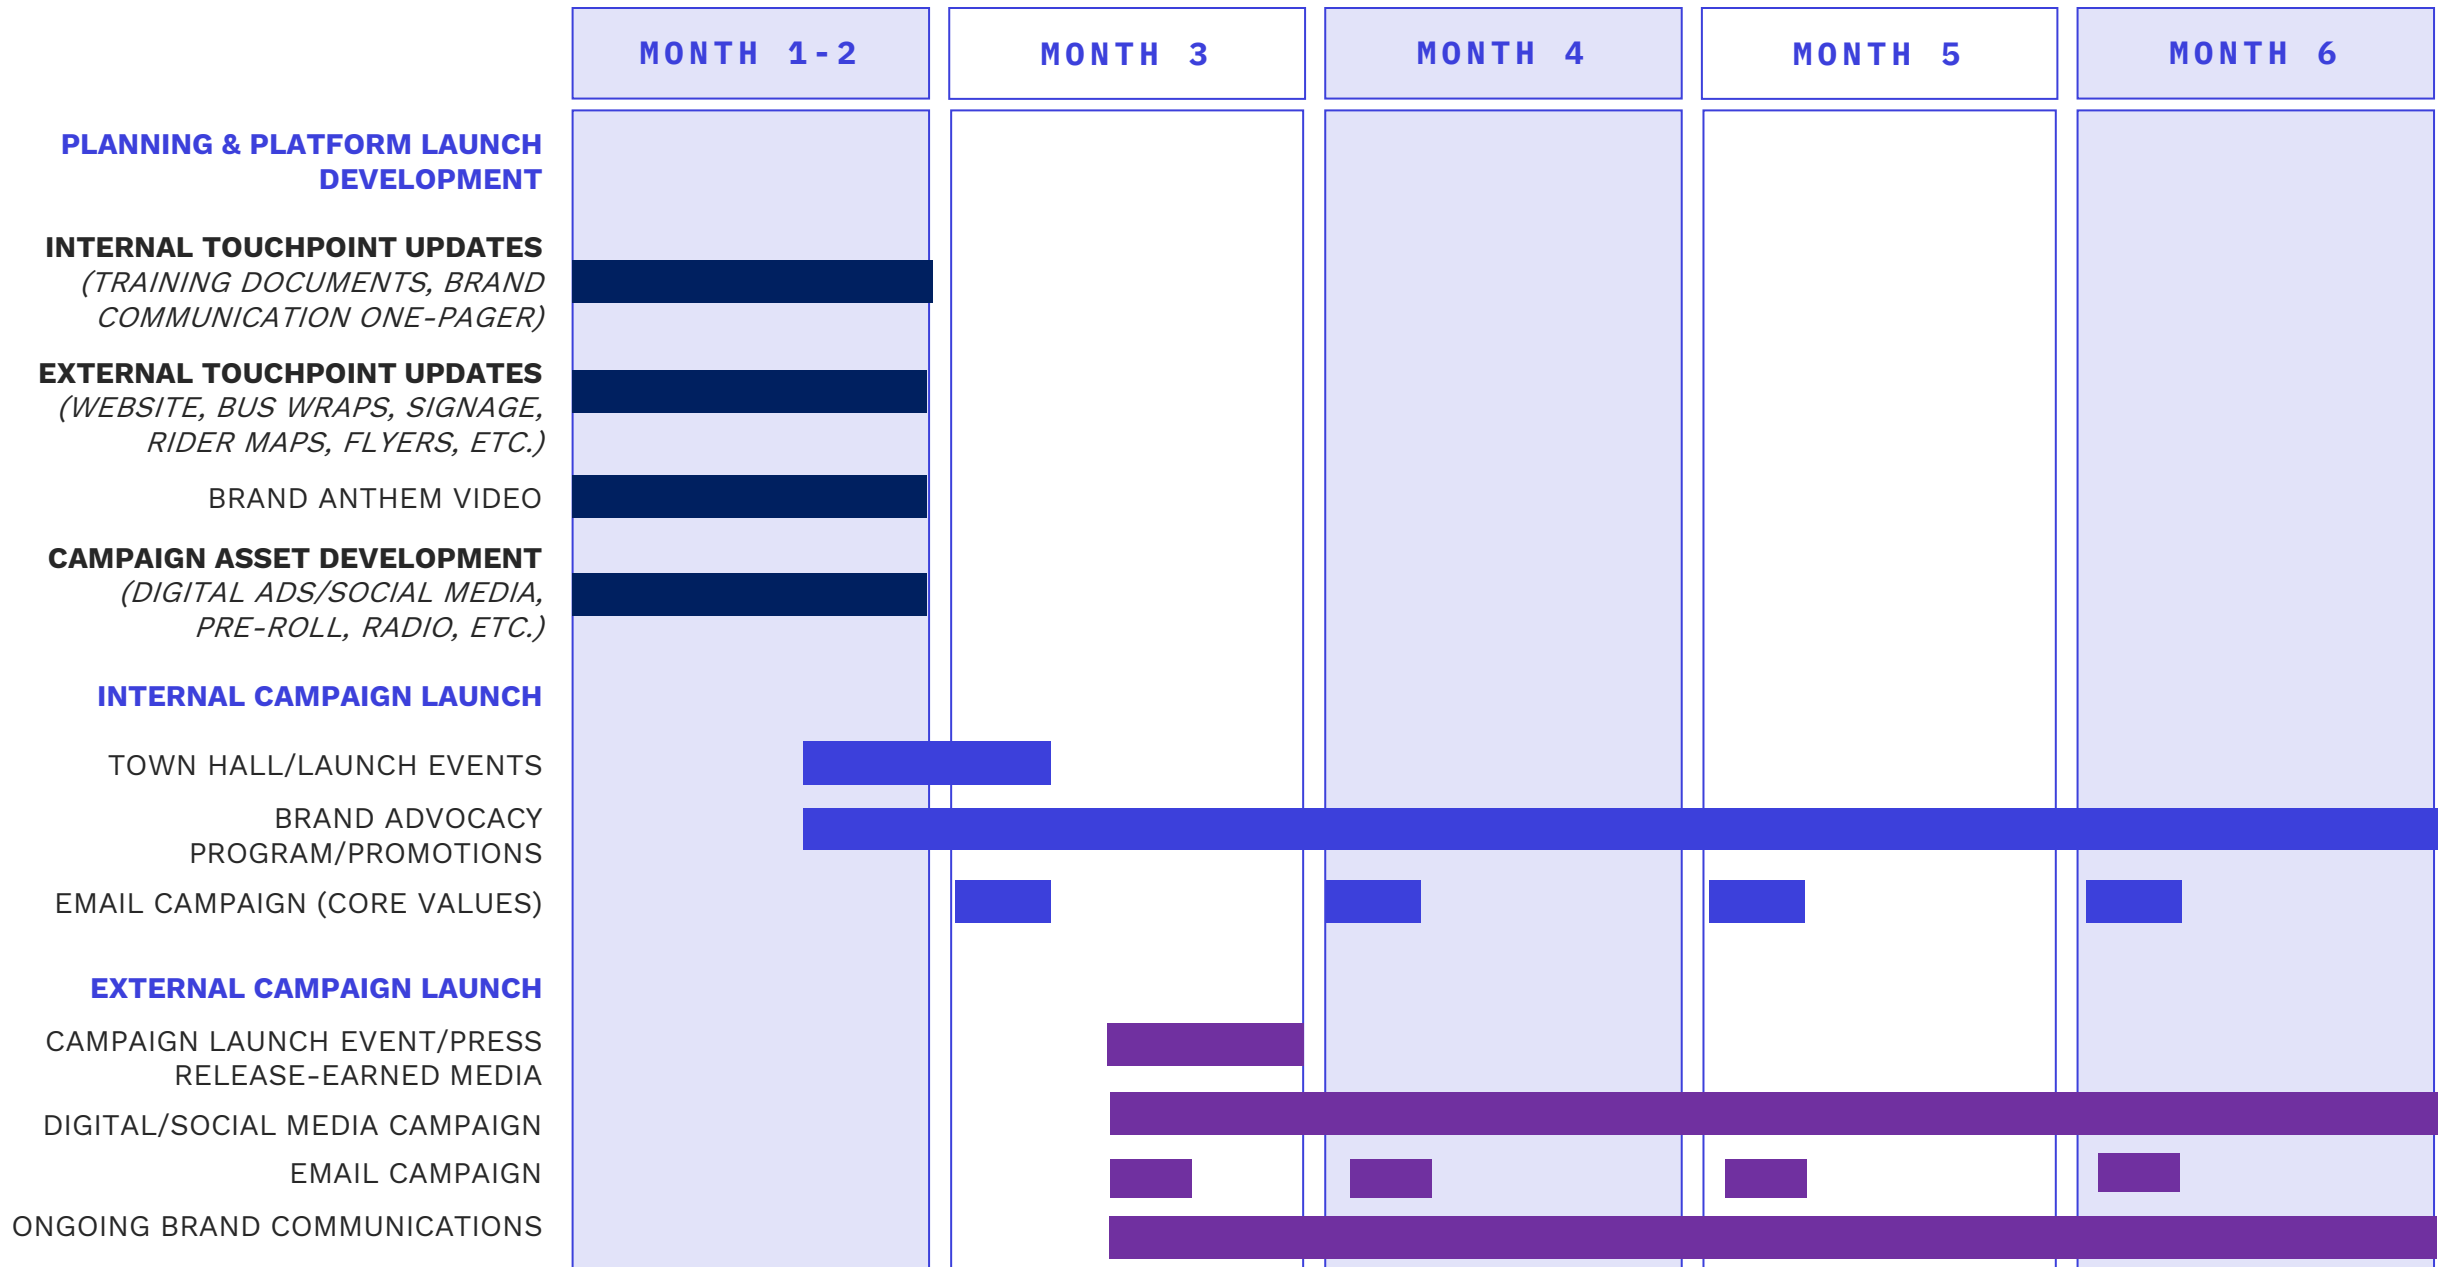 MONTH 1-2
MONTH 3
MONTH 4
MONTH 5
MONTH 6
PLANNING & PLATFORM LAUNCH
DEVELOPMENT
INTERNAL TOUCHPOINT UPDATES
(TRAINING DOCUMENTS, BRAND
COMMUNICATION ONE-PAGER)
EXTERNAL TOUCHPOINT UPDATES
(WEBSITE, BUS WRAPS, SIGNAGE,
RIDER MAPS, FLYERS, ETC.)
BRAND ANTHEM VIDEO
CAMPAIGN ASSET DEVELOPMENT
(DIGITAL ADS/SOCIAL MEDIA,
PRE-ROLL, RADIO, ETC.)
INTERNAL CAMPAIGN LAUNCH
TOWN HALL/LAUNCH EVENTS
BRAND ADVOCACY
PROGRAM/PROMOTIONS
EMAIL CAMPAIGN (CORE VALUES)
EXTERNAL CAMPAIGN LAUNCH
CAMPAIGN LAUNCH EVENT/PRESS
RELEASE-EARNED MEDIA
DIGITAL/SOCIAL MEDIA CAMPAIGN
EMAIL CAMPAIGN
ONGOING BRAND COMMUNICATIONS